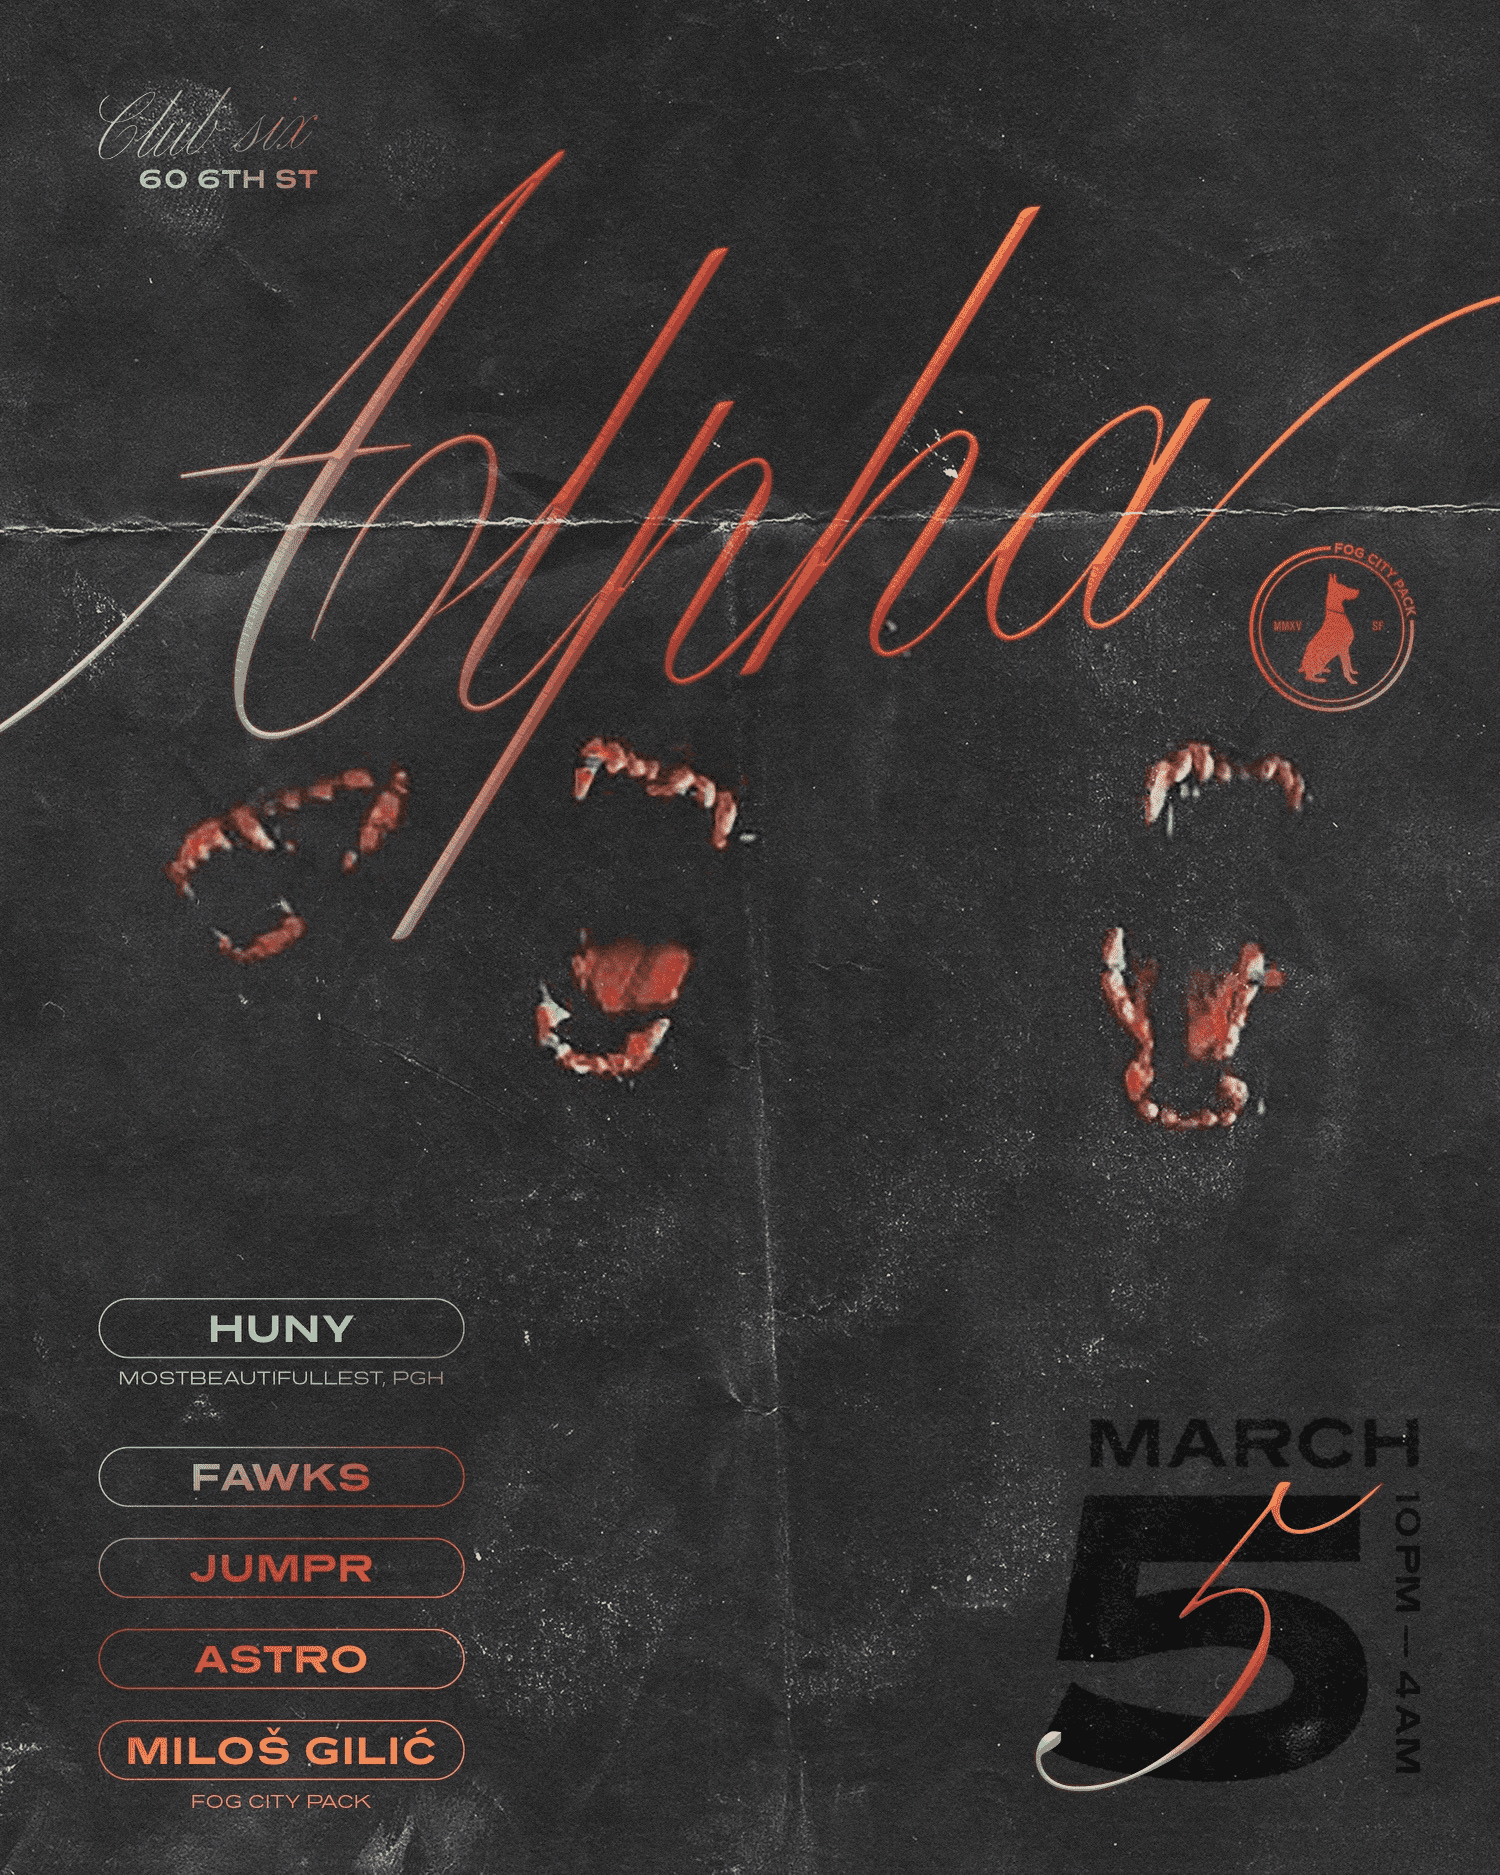 Club six
60 6TH ST
Alpha
FOG CITY PACK
MMXV
SF
HUNY
MOSTBEAUTIFULLEST, PGH
FAWKS
JUMPR
ASTRO
MILOŠ GILIĆ
FOG CITY PACK
MARCH
5
5
10PM — 4AM